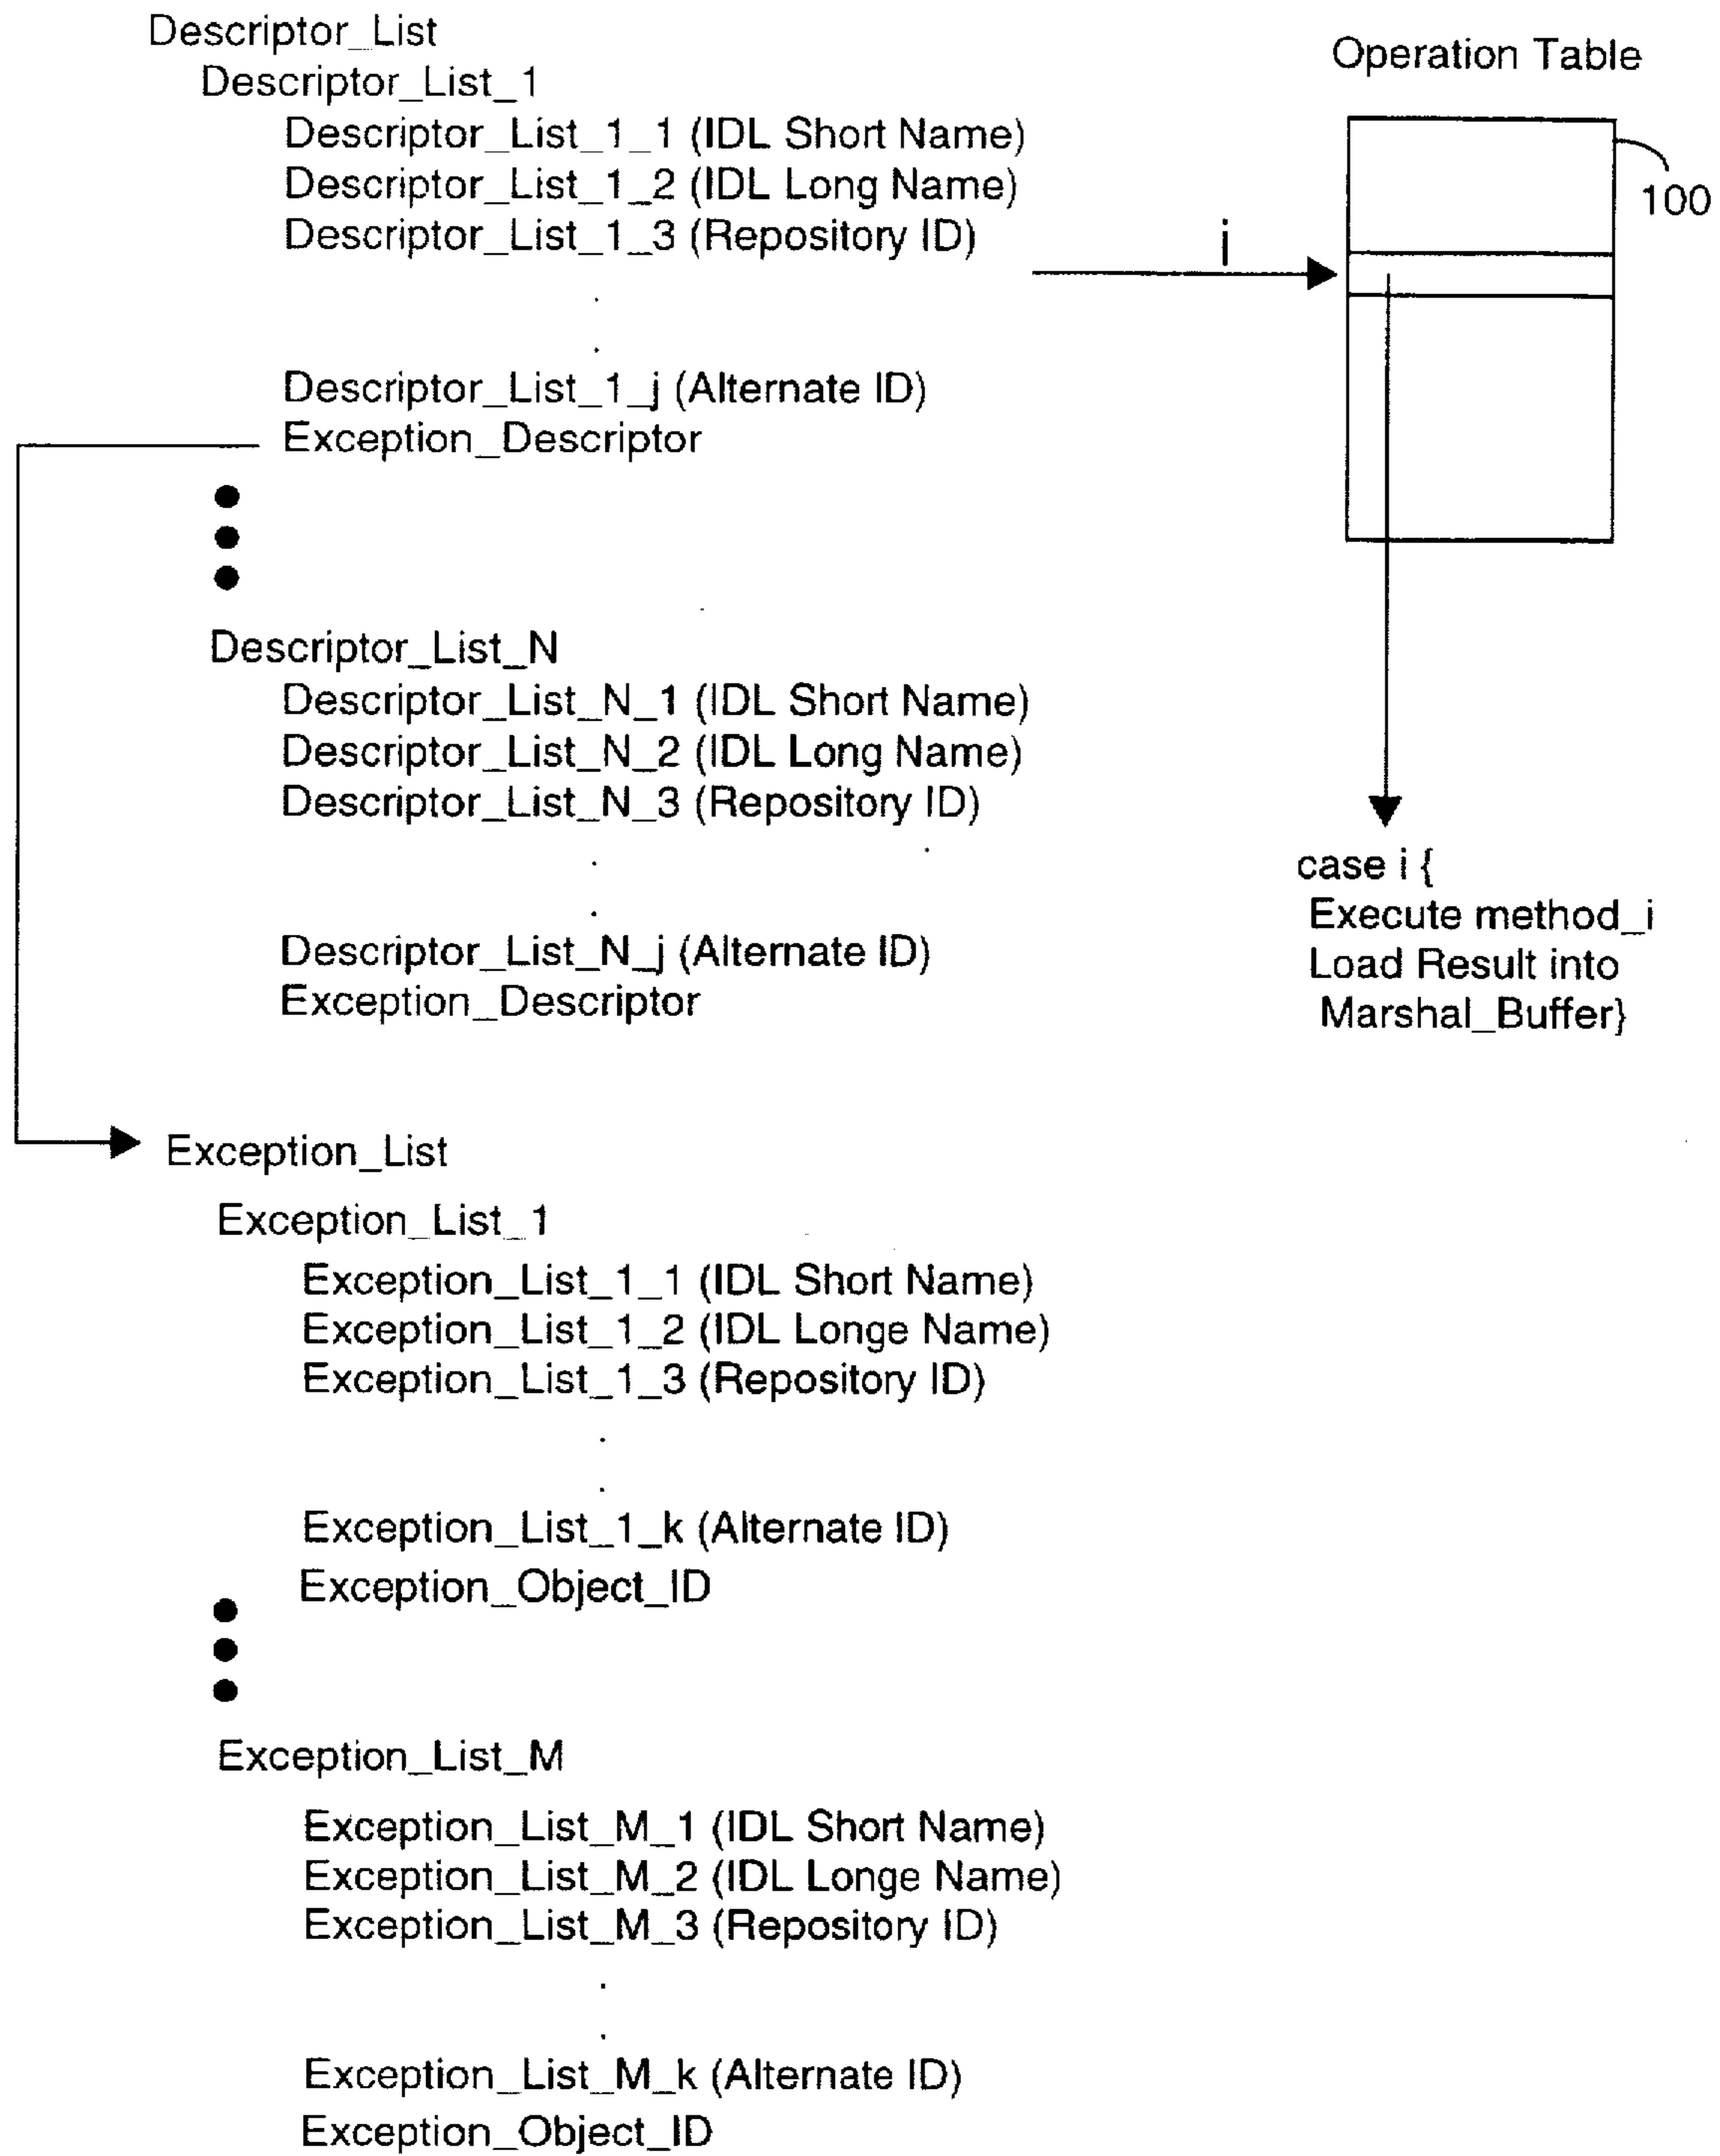 Descriptor_List
Descriptor_List_1
Descriptor_List_1_1 (IDL Short Name)
Descriptor_List_1_2 (IDL Long Name)
Descriptor_List_1_3 (Repository ID)
.
.
Descriptor_List_1_j (Alternate ID)
Exception_Descriptor
Descriptor_List_N
Descriptor_List_N_1 (IDL Short Name)
Descriptor_List_N_2 (IDL Long Name)
Descriptor_List_N_3 (Repository ID)
.
.
Descriptor_List_N_j (Alternate ID)
Exception_Descriptor
Operation Table
100
i
case i {
Execute method_i
Load Result into
Marshal_Buffer}
Exception_List
Exception_List_1
Exception_List_1_1 (IDL Short Name)
Exception_List_1_2 (IDL Longe Name)
Exception_List_1_3 (Repository ID)
.
.
Exception_List_1_k (Alternate ID)
Exception_Object_ID
Exception_List_M
Exception_List_M_1 (IDL Short Name)
Exception_List_M_2 (IDL Longe Name)
Exception_List_M_3 (Repository ID)
.
.
Exception_List_M_k (Alternate ID)
Exception_Object_ID